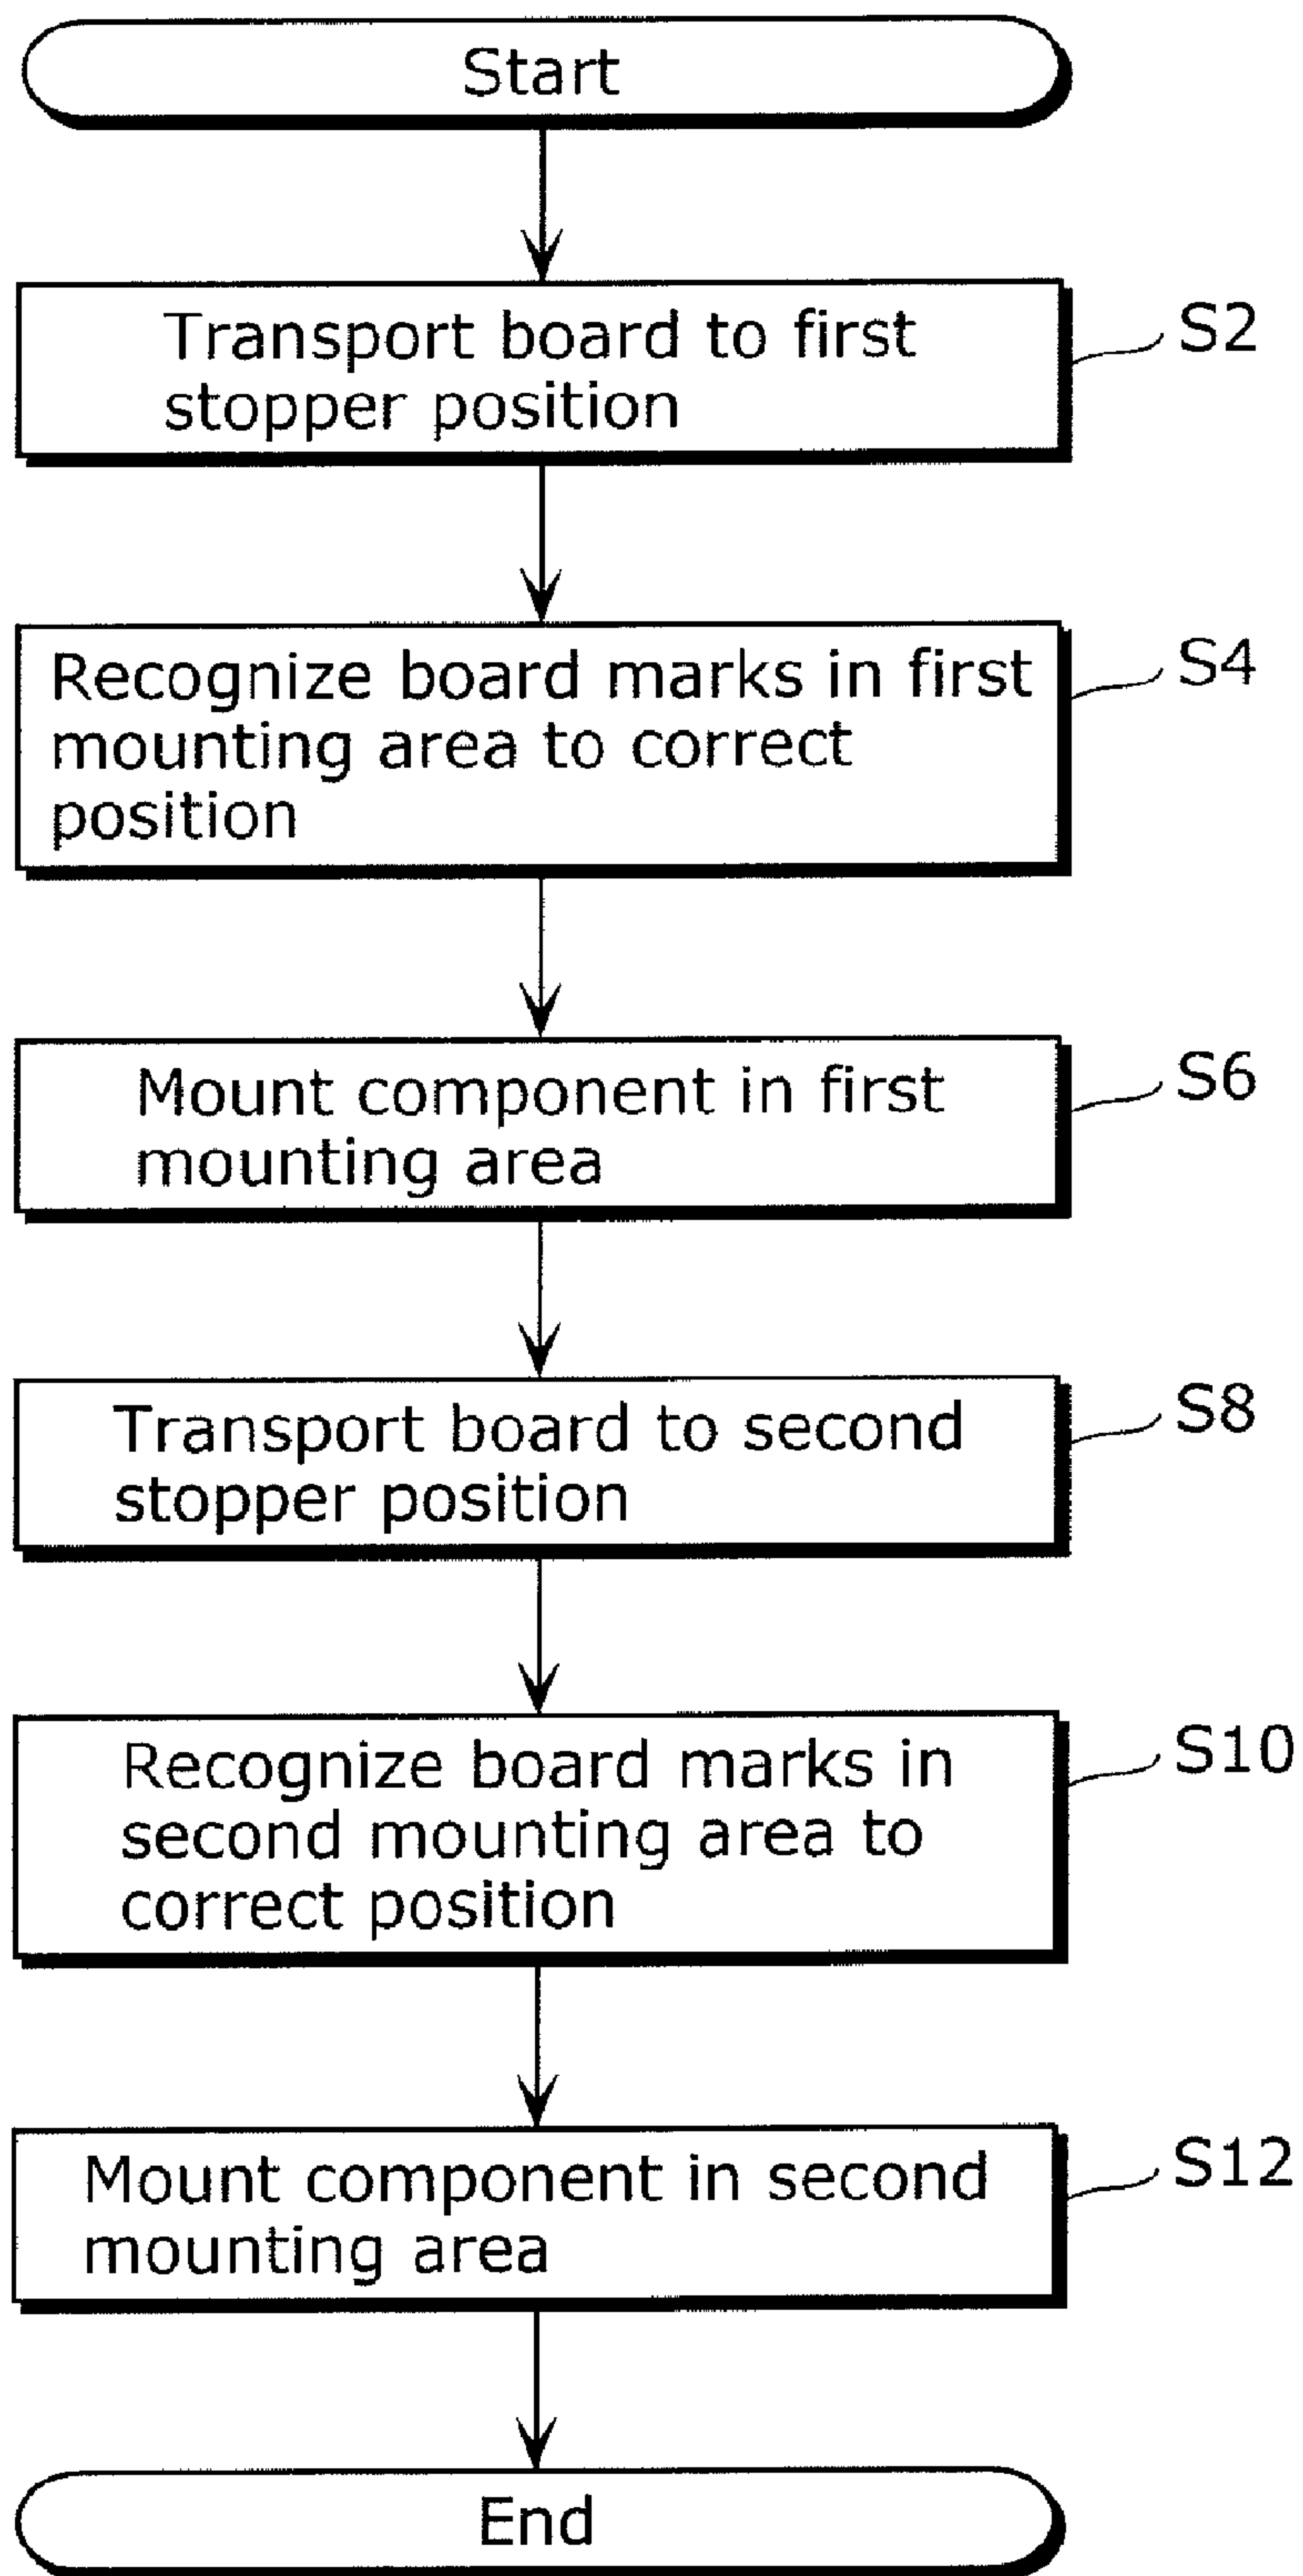 Start
Transport board to first
stopper position
S2
Recognize board marks in first
mounting area to correct
position
S4
Mount component in first
mounting area
S6
Transport board to second
stopper position
S8
Recognize board marks in
second mounting area to
correct position
S10
Mount component in second
mounting area
S12
End